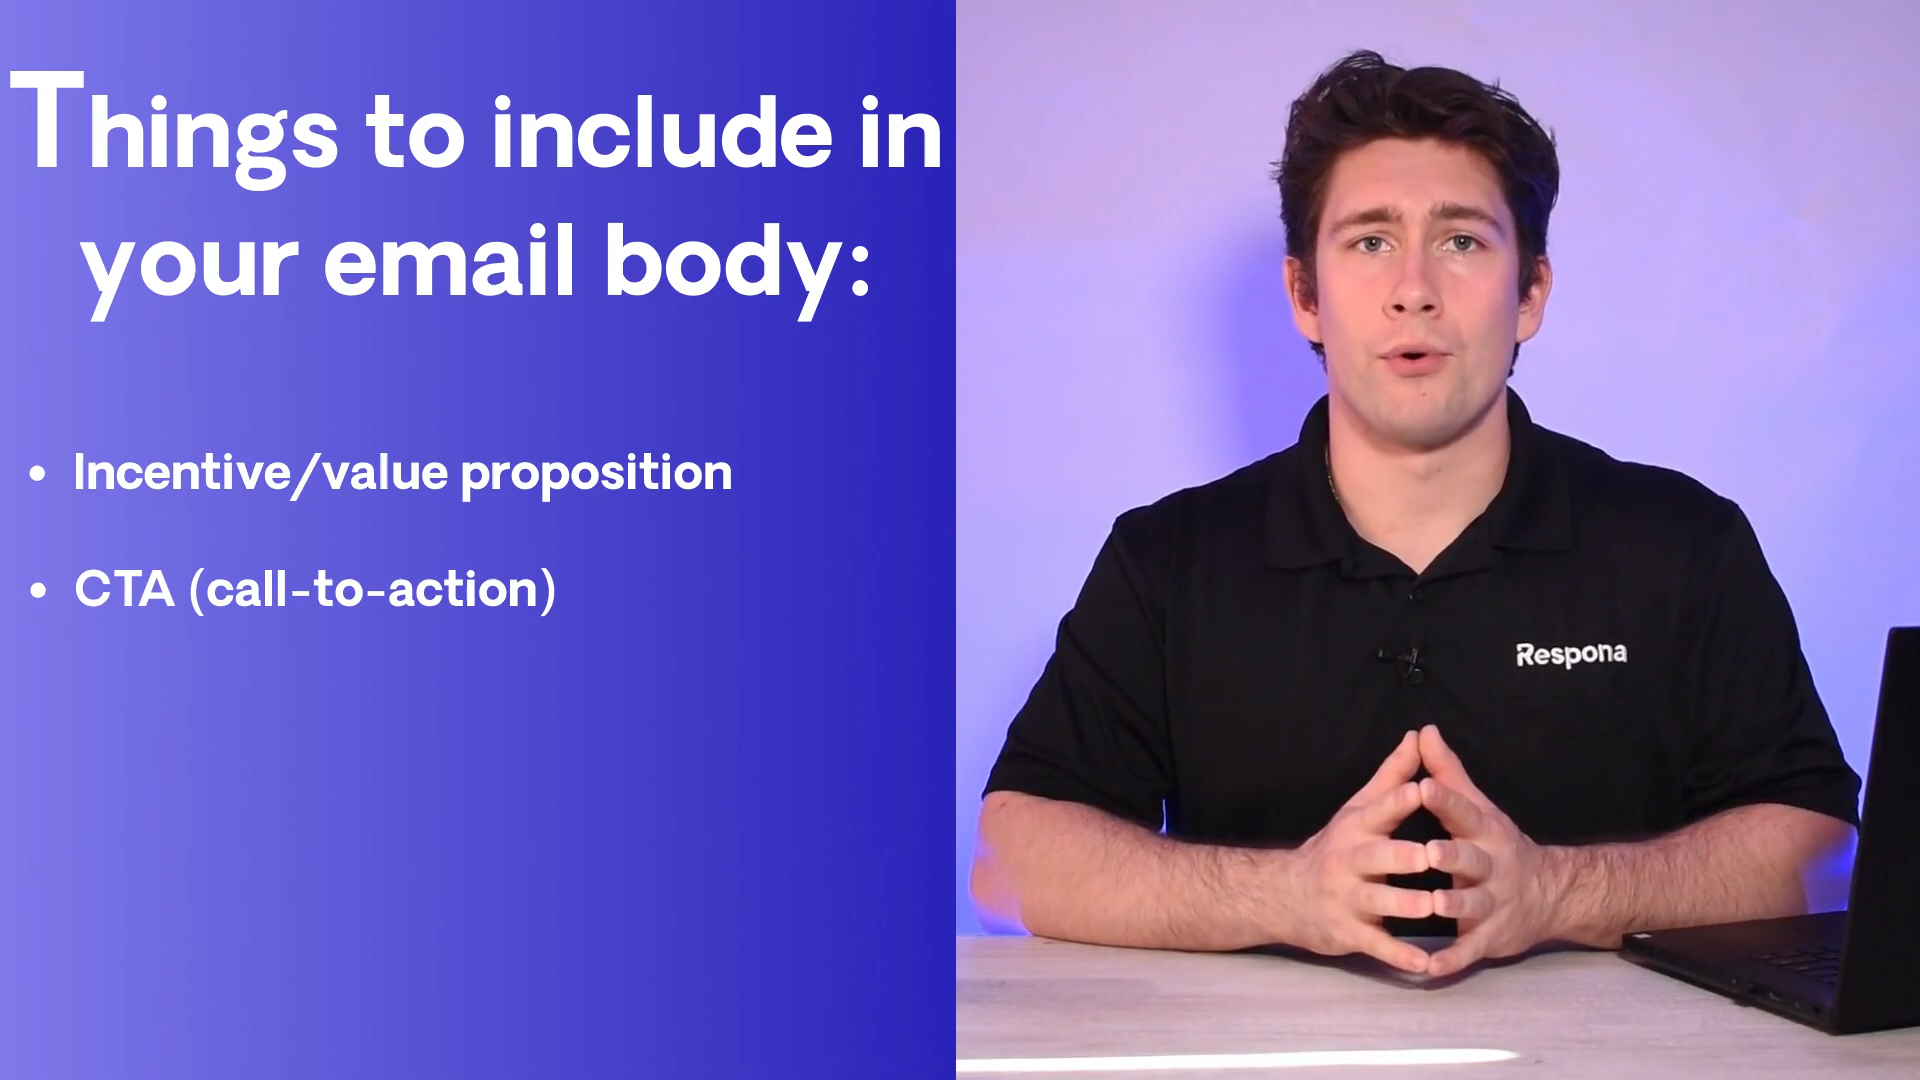 Things to include in
your email body:
• Incentive/value proposition
• CTA (call-to-action)
Respona